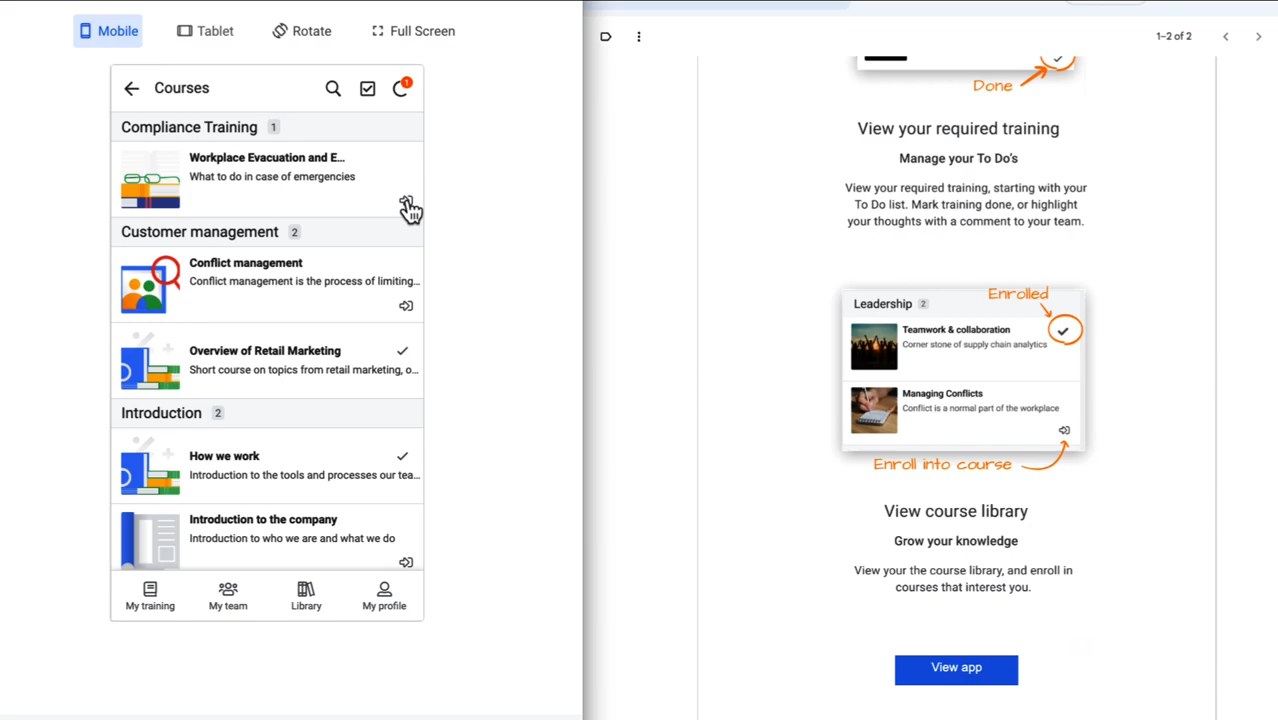 Mobile
Tablet
Rotate
Full Screen
Courses
1
Compliance Training 1
Workplace Evacuation and E...
What to do in case of emergencies
Customer management 2
Conflict management
Conflict management is the process of limiting...
Overview of Retail Marketing
Short course on topics from retail marketing, o...
Introduction 2
How we work
Introduction to the tools and processes our tea...
Introduction to the company
Introduction to who we are and what we do
My training
My team
Library
My profile
1–2 of 2
Done
View your required training
Manage your To Do's
View your required training, starting with your
To Do list. Mark training done, or highlight
your thoughts with a comment to your team.
Enrolled
Leadership 2
Teamwork & collaboration
Corner stone of supply chain analytics
Managing Conflicts
Conflict is a normal part of the workplace
Enroll into course
View course library
Grow your knowledge
View your the course library, and enroll in
courses that interest you.
View app